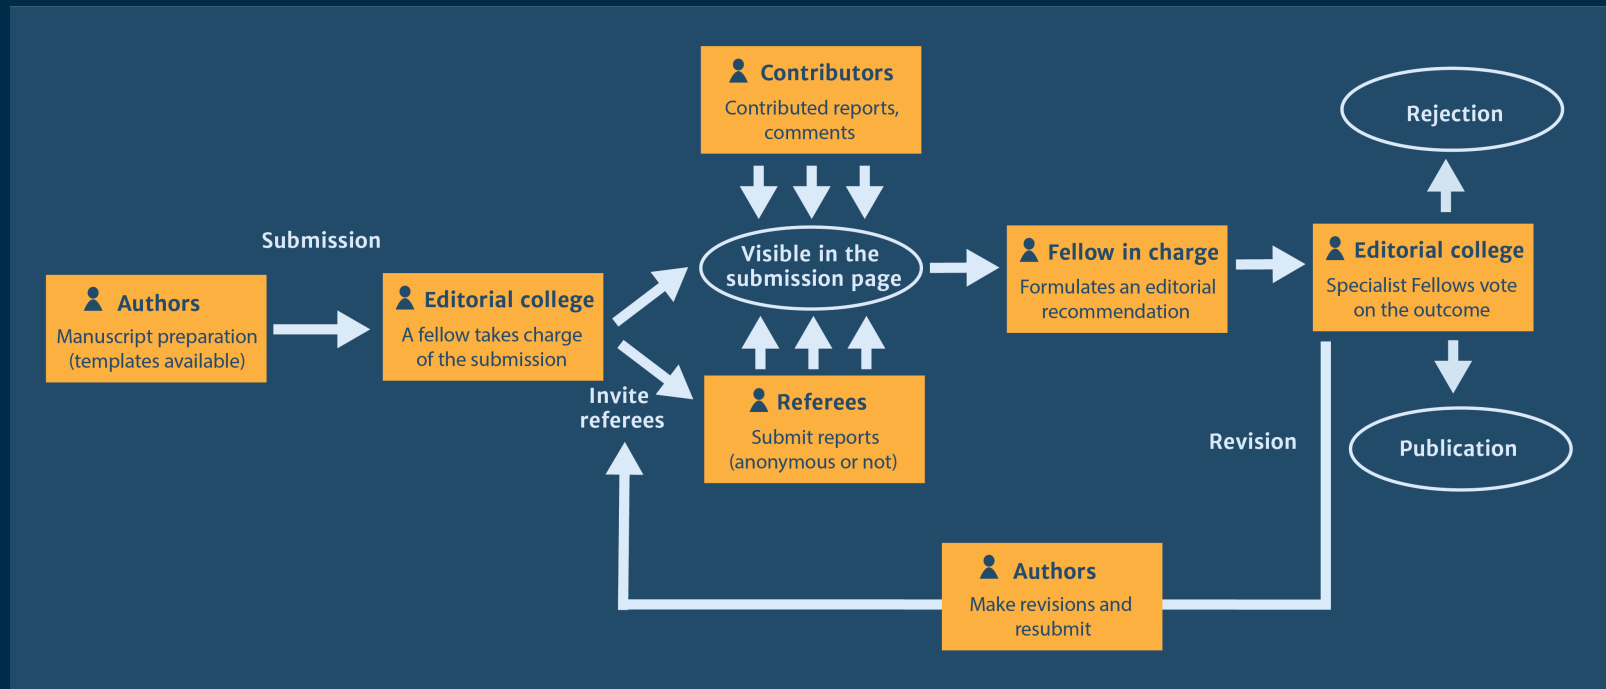 Submission
Authors
Manuscript preparation
(templates available)
Editorial college
A fellow takes charge
of the submission
Invite
referees
Contributors
Contributed reports,
comments
Visible in the
submission page
Referees
Submit reports
(anonymous or not)
Fellow in charge
Formulates an editorial
recommendation
Editorial college
Specialist Fellows vote
on the outcome
Rejection
Publication
Revision
Authors
Make revisions and
resubmit